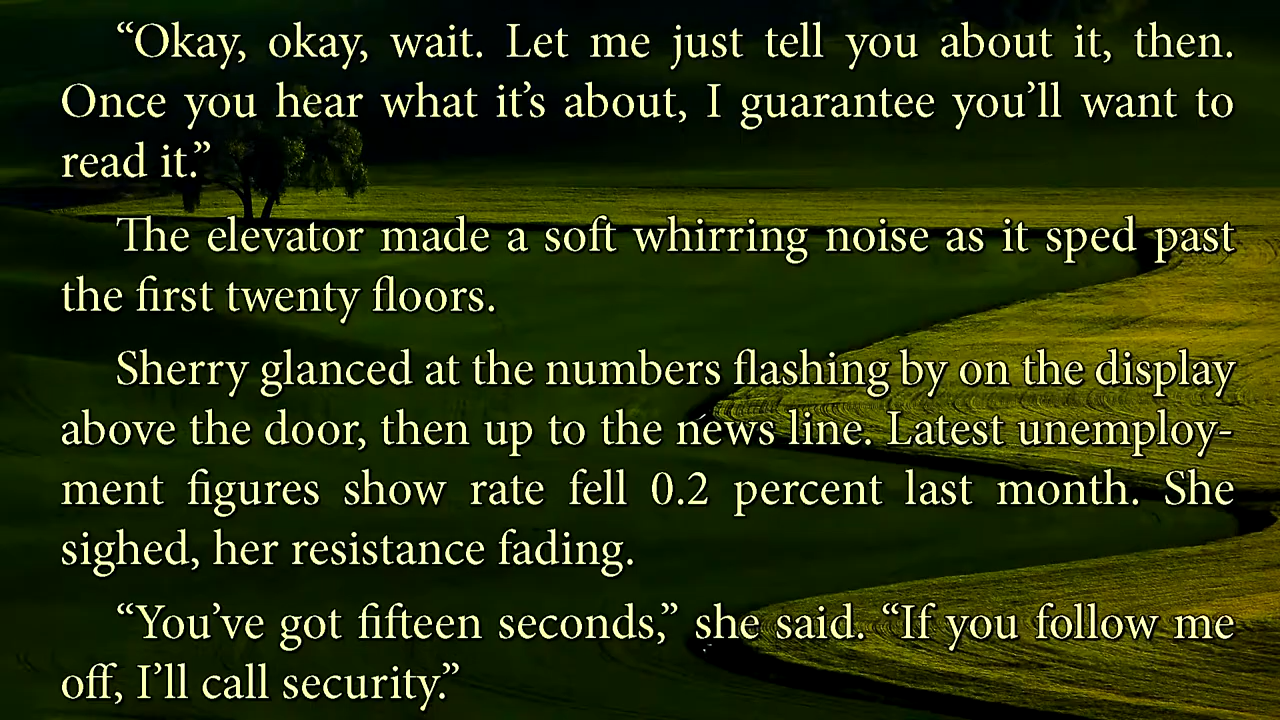 “Okay, okay, wait. Let me just tell you about it, then.
Once you hear what it’s about, I guarantee you’ll want to
read it.”
The elevator made a soft whirring noise as it sped past
the first twenty floors.
Sherry glanced at the numbers flashing by on the display
above the door, then up to the news line. Latest unemploy-
ment figures show rate fell 0.2 percent last month. She
sighed, her resistance fading.
“You’ve got fifteen seconds,” she said. “If you follow me
off, I’ll call security.”